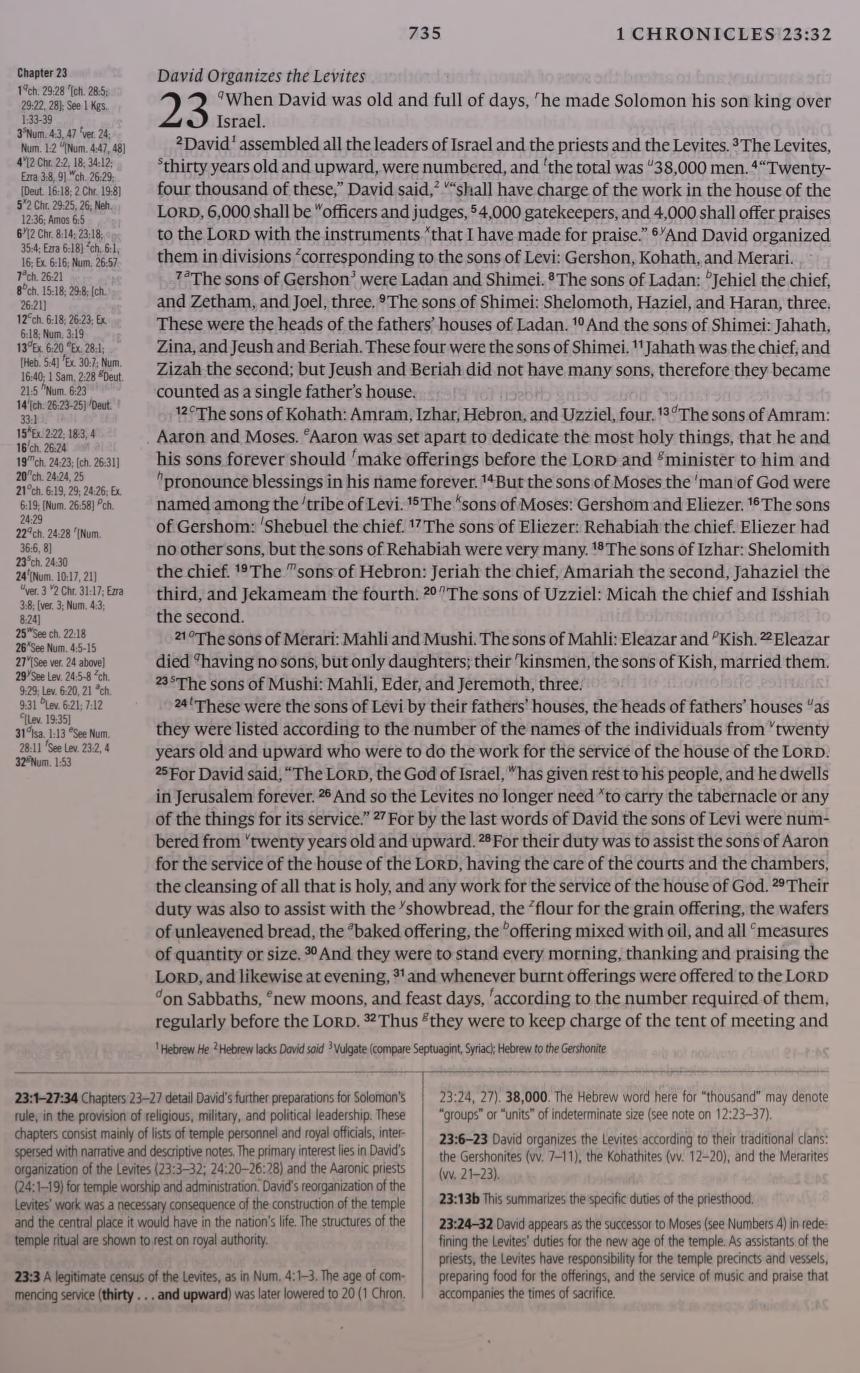 735
1 CHRONICLES 23:32
Chapter 23
1 q ch. 29:28 r [ch. 28:5;
29:22, 28]; See 1 Kgs.
1:33-39
3 s Num. 4:3, 47 t ver. 24;
Num. 1:2 u [Num. 4:47, 48]
4 v [2 Chr. 2:2, 18; 34:12;
Ezra 3:8, 9] w ch. 26:29;
[Deut. 16:18; 2 Chr. 19:8]
5 x 2 Chr. 29:25, 26; Neh.
12:36; Amos 6:5
6 y [2 Chr. 8:14; 23:18;
35:4; Ezra 6:18] z ch. 6:1,
16; Ex. 6:16; Num. 26:57
7 a ch. 26:21
8 b ch. 15:18; 29:8; [ch.
26:21]
12 c ch. 6:18; 26:23; Ex.
6:18; Num. 3:19
13 d Ex. 6:20 e Ex. 28:1;
[Heb. 5:4] f Ex. 30:7; Num.
16:40; 1 Sam. 2:28 g Deut.
21:5 h Num. 6:23
14 i [ch. 26:23-25] j Deut.
33:1
15 k Ex. 2:22; 18:3, 4
16 l ch. 26:24
19 m ch. 24:23; [ch. 26:31]
20 n ch. 24:24, 25
21 o ch. 6:19, 29; 24:26; Ex.
6:19; [Num. 26:58] p ch.
24:29
22 q ch. 24:28 r [Num.
36:6, 8]
23 s ch. 24:30
24 t [Num. 10:17, 21]
u ver. 3 v 2 Chr. 31:17; Ezra
3:8; [ver. 3; Num. 4:3;
8:24]
25 w See ch. 22:18
26 x See Num. 4:5-15
27 v [See ver. 24 above]
29 y See Lev. 24:5-8 z ch.
9:29; Lev. 6:20, 21 a ch.
9:31 b Lev. 6:21; 7:12
c [Lev. 19:35]
31 d Isa. 1:13 e See Num.
28:11 f See Lev. 23:2, 4
32 g Num. 1:53
David Organizes the Levites
23 q When David was old and full of days, r he made Solomon his son king over
Israel.
2 David 1 assembled all the leaders of Israel and the priests and the Levites. 3 The Levites,
s thirty years old and upward, were numbered, and t the total was u 38,000 men. 4 “Twenty-
four thousand of these,” David said, 2 v “shall have charge of the work in the house of the
LORD, 6,000 shall be w officers and judges, 5 4,000 gatekeepers, and 4,000 shall offer praises
to the LORD with the instruments x that I have made for praise.” 6 y And David organized
them in divisions z corresponding to the sons of Levi: Gershon, Kohath, and Merari.
7 a The sons of Gershon 3 were Ladan and Shimei. 8 The sons of Ladan: b Jehiel the chief,
and Zetham, and Joel, three. 9 The sons of Shimei: Shelomoth, Haziel, and Haran, three.
These were the heads of the fathers’ houses of Ladan. 10 And the sons of Shimei: Jahath,
Zina, and Jeush and Beriah. These four were the sons of Shimei. 11 Jahath was the chief, and
Zizah the second; but Jeush and Beriah did not have many sons, therefore they became
counted as a single father’s house.
12 c The sons of Kohath: Amram, Izhar, Hebron, and Uzziel, four. 13 d The sons of Amram:
Aaron and Moses. e Aaron was set apart to dedicate the most holy things, that he and
his sons forever should f make offerings before the LORD and g minister to him and
h pronounce blessings in his name forever. 14 But the sons of Moses the i man of God were
named among the j tribe of Levi. 15 The k sons of Moses: Gershom and Eliezer. 16 The sons
of Gershom: l Shebuel the chief. 17 The sons of Eliezer: Rehabiah the chief. Eliezer had
no other sons, but the sons of Rehabiah were very many. 18 The sons of Izhar: Shelomith
the chief. 19 The m sons of Hebron: Jeriah the chief, Amariah the second, Jahaziel the
third, and Jekameam the fourth. 20 n The sons of Uzziel: Micah the chief and Isshiah
the second.
21 o The sons of Merari: Mahli and Mushi. The sons of Mahli: Eleazar and p Kish. 22 Eleazar
died q having no sons, but only daughters; their r kinsmen, the sons of Kish, married them.
23 s The sons of Mushi: Mahli, Eder, and Jeremoth, three.
24 t These were the sons of Levi by their fathers’ houses, the heads of fathers’ houses u as
they were listed according to the number of the names of the individuals from v twenty
years old and upward who were to do the work for the service of the house of the LORD.
25 For David said, “The LORD, the God of Israel, w has given rest to his people, and he dwells
in Jerusalem forever. 26 And so the Levites no longer need x to carry the tabernacle or any
of the things for its service.” 27 For by the last words of David the sons of Levi were num-
bered from v twenty years old and upward. 28 For their duty was to assist the sons of Aaron
for the service of the house of the LORD, having the care of the courts and the chambers,
the cleansing of all that is holy, and any work for the service of the house of God. 29 Their
duty was also to assist with the y showbread, the z flour for the grain offering, the wafers
of unleavened bread, the a baked offering, the b offering mixed with oil, and all c measures
of quantity or size. 30 And they were to stand every morning, thanking and praising the
LORD, and likewise at evening, 31 and whenever burnt offerings were offered to the LORD
d on Sabbaths, e new moons, and feast days, f according to the number required of them,
regularly before the LORD. 32 Thus g they were to keep charge of the tent of meeting and
1 Hebrew He 2 Hebrew lacks David said 3 Vulgate (compare Septuagint, Syriac); Hebrew to the Gershonite
23:1–27:34 Chapters 23–27 detail David’s further preparations for Solomon’s
rule, in the provision of religious, military, and political leadership. These
chapters consist mainly of lists of temple personnel and royal officials, inter-
spersed with narrative and descriptive notes. The primary interest lies in David’s
organization of the Levites (23:3–32; 24:20–26:28) and the Aaronic priests
(24:1–19) for temple worship and administration. David’s reorganization of the
Levites’ work was a necessary consequence of the construction of the temple
and the central place it would have in the nation’s life. The structures of the
temple ritual are shown to rest on royal authority.
23:3 A legitimate census of the Levites, as in Num. 4:1–3. The age of com-
mencing service (thirty . . . and upward) was later lowered to 20 (1 Chron.
23:24, 27). 38,000. The Hebrew word here for “thousand” may denote
“groups” or “units” of indeterminate size (see note on 12:23–37).
23:6–23 David organizes the Levites according to their traditional clans:
the Gershonites (vv. 7–11), the Kohathites (vv. 12–20), and the Merarites
(vv. 21–23).
23:13b This summarizes the specific duties of the priesthood.
23:24–32 David appears as the successor to Moses (see Numbers 4) in rede-
fining the Levites’ duties for the new age of the temple. As assistants of the
priests, the Levites have responsibility for the temple precincts and vessels,
preparing food for the offerings, and the service of music and praise that
accompanies the times of sacrifice.